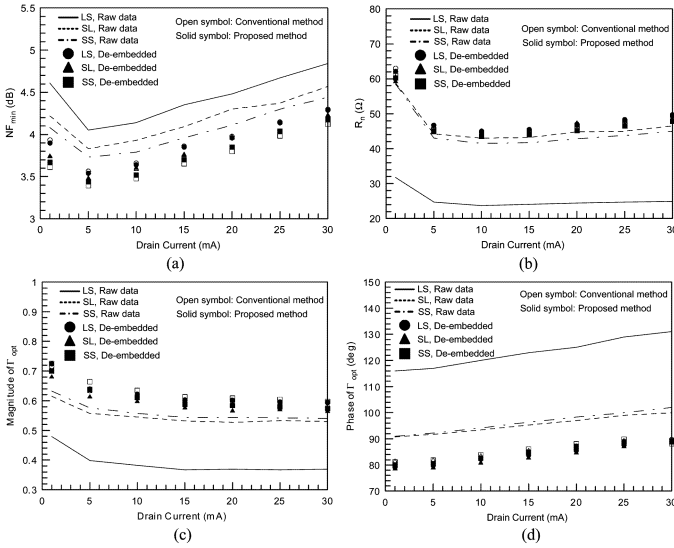 (a)
LS, Raw data
SL, Raw data
SS, Raw data
LS, De-embedded
SL, De-embedded
SS, De-embedded
Open symbol: Conventional method
Solid symbol: Proposed method
NFmin (dB)
5.5
5
4.5
4
3.5
3
0 5 10 15 20 25 30
Drain Current (mA)
(a)
LS, Raw data
SL, Raw data
SS, Raw data
LS, De-embedded
SL, De-embedded
SS, De-embedded
Open symbol: Conventional method
Solid symbol: Proposed method
Rn (Ω)
100
90
80
70
60
50
40
30
20
0 5 10 15 20 25 30
Drain Current (mA)
(b)
LS, Raw data
SL, Raw data
SS, Raw data
LS, De-embedded
SL, De-embedded
SS, De-embedded
Open symbol: Conventional method
Solid symbol: Proposed method
Magnitude of Γopt
1
0.9
0.8
0.7
0.6
0.5
0.4
0.3
0 5 10 15 20 25 30
Drain Current (mA)
(c)
LS, Raw data
SL, Raw data
SS, Raw data
LS, De-embedded
SL, De-embedded
SS, De-embedded
Open symbol: Conventional method
Solid symbol: Proposed method
Phase of Γopt (deg)
150
140
130
120
110
100
90
80
70
0 5 10 15 20 25 30
Drain Current (mA)
(d)